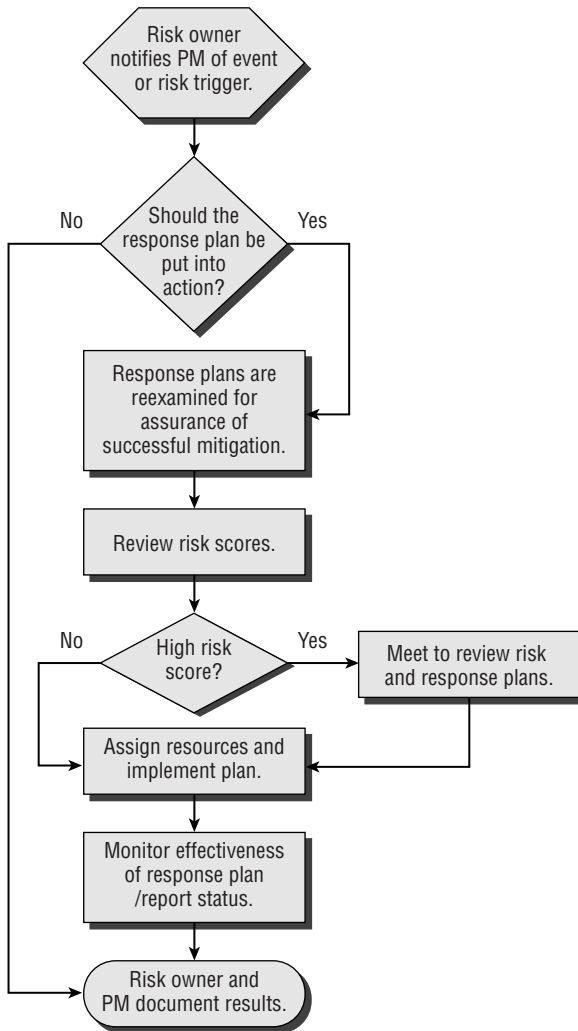 Risk owner
notifies PM of event
or risk trigger.
No
Yes
Should the
response plan be
put into
action?
Response plans are
reexamined for
assurance of
successful mitigation.
Review risk scores.
No
Yes
High risk
score?
Meet to review risk
and response plans.
Assign resources and
implement plan.
Monitor effectiveness
of response plan
/report status.
Risk owner and
PM document results.